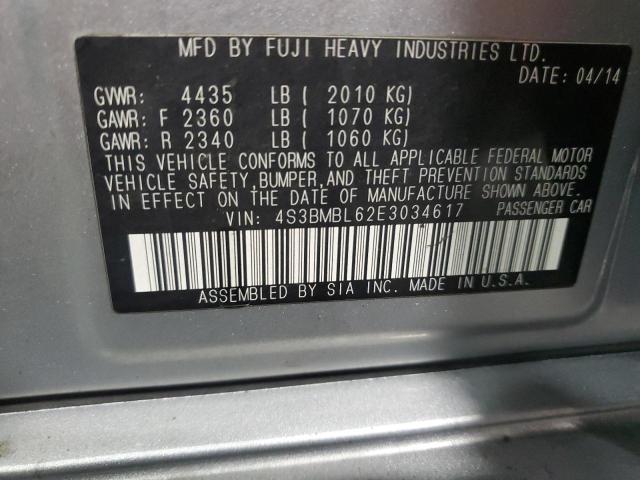 MFD BY FUJI HEAVY INDUSTRIES LTD.
DATE: 04/14
GVWR: 4435 LB ( 2010 KG)
GAWR: F 2360 LB ( 1070 KG)
GAWR: R 2340 LB ( 1060 KG)
THIS VEHICLE CONFORMS TO ALL APPLICABLE FEDERAL MOTOR
VEHICLE SAFETY,BUMPER,AND THEFT PREVENTION STANDARDS
IN EFFECT ON THE DATE OF MANUFACTURE SHOWN ABOVE.
VIN: 4S3BMBL62E3034617 PASSENGER CAR
ASSEMBLED BY SIA INC. MADE IN U.S.A.